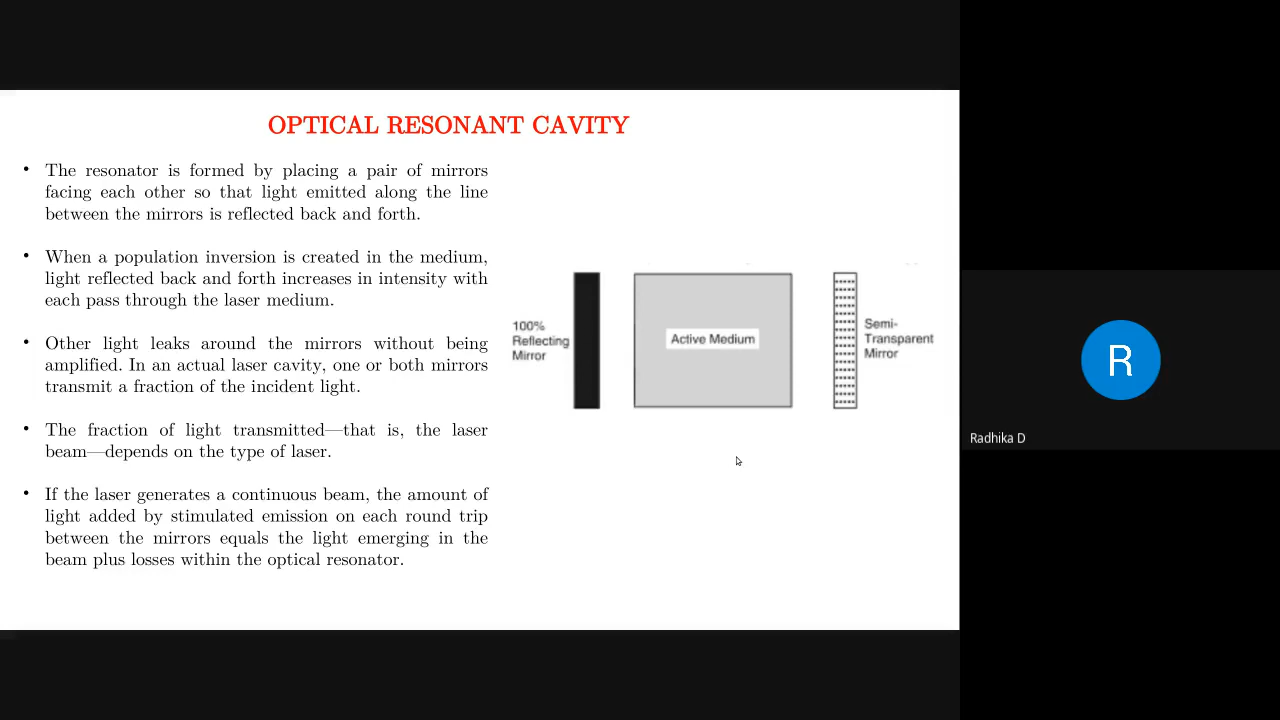 OPTICAL RESONANT CAVITY
• The resonator is formed by placing a pair of mirrors
facing each other so that light emitted along the line
between the mirrors is reflected back and forth.
• When a population inversion is created in the medium,
light reflected back and forth increases in intensity with
each pass through the laser medium.
• Other light leaks around the mirrors without being
amplified. In an actual laser cavity, one or both mirrors
transmit a fraction of the incident light.
• The fraction of light transmitted—that is, the laser
beam—depends on the type of laser.
• If the laser generates a continuous beam, the amount of
light added by stimulated emission on each round trip
between the mirrors equals the light emerging in the
beam plus losses within the optical resonator.
100%
Reflecting
Mirror
Active Medium
Semi-
Transparent
Mirror
R
Radhika D